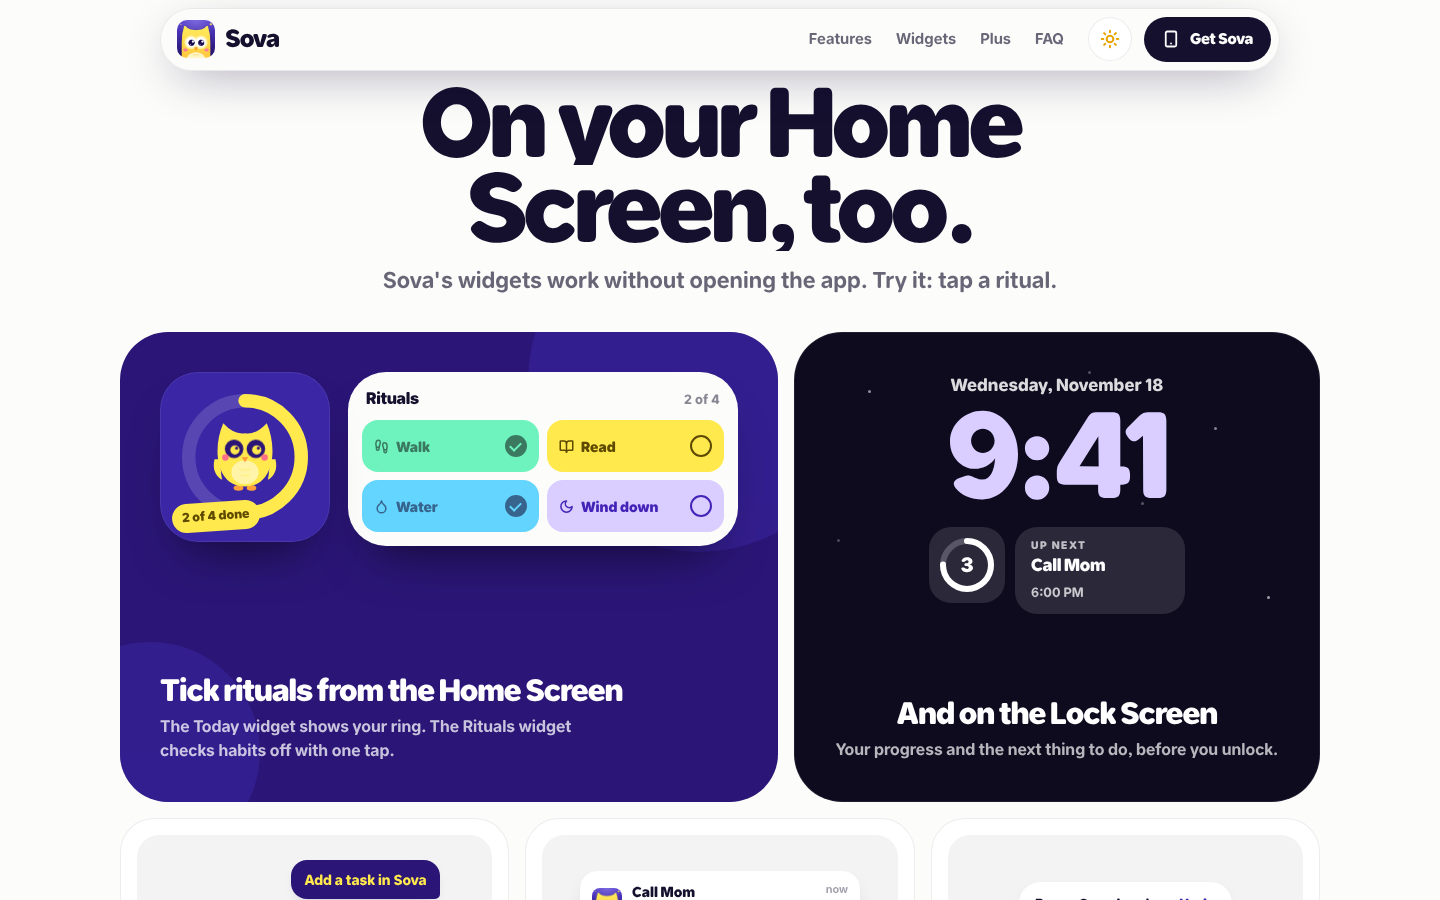 Sova
Features
Widgets
Plus
FAQ
Get Sova
On your Home
Screen, too.
Sova's widgets work without opening the app. Try it: tap a ritual.
2 of 4 done
Rituals
2 of 4
Walk
Read
Water
Wind down
Tick rituals from the Home Screen
The Today widget shows your ring. The Rituals widget
checks habits off with one tap.
Wednesday, November 18
9:41
3
UP NEXT
Call Mom
6:00 PM
And on the Lock Screen
Your progress and the next thing to do, before you unlock.
Add a task in Sova
Call Mom
now